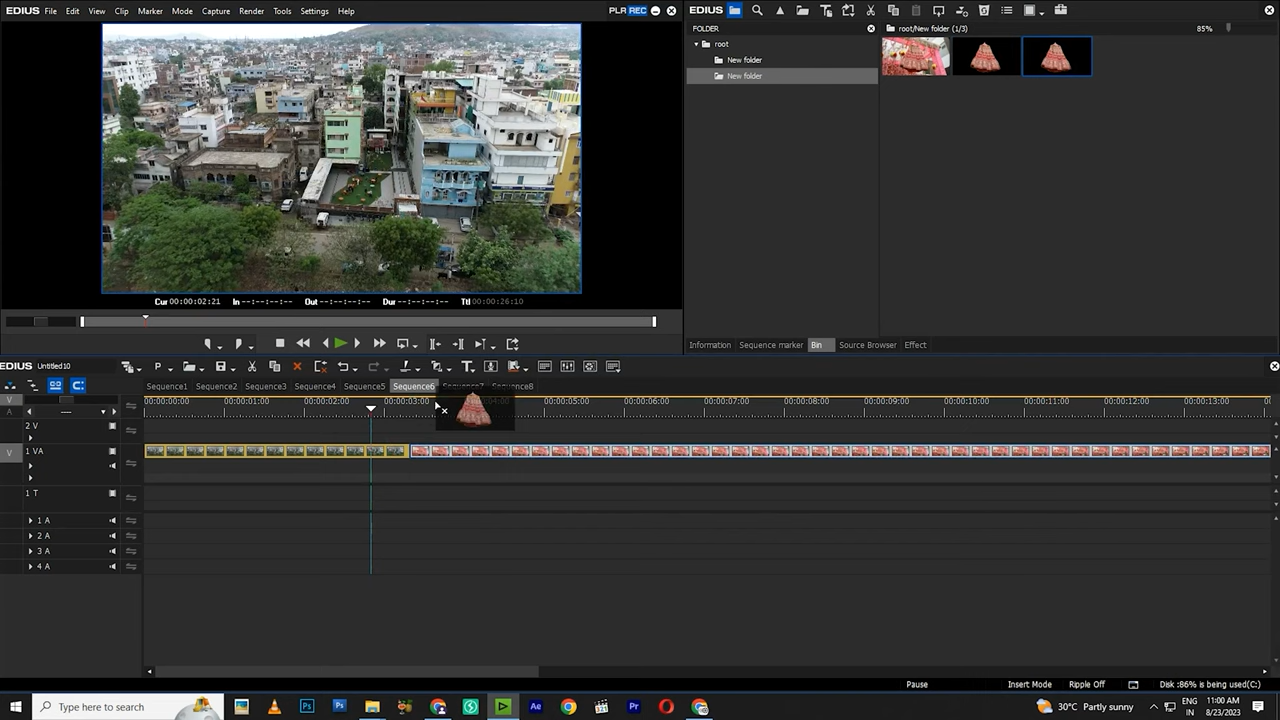 EDIUS File Edit View Clip Marker Mode Capture Render Tools Settings Help PLR REC
EDIUS
FOLDER
root/New folder (1/3) 85%
root
New folder
New folder
Cur 00:00:02:21 In --:--:--:-- Out --:--:--:-- Dur --:--:--:-- Ttl 00:00:26:10
Information Sequence marker Bin Source Browser Effect
EDIUS Untitled10
Sequence1 Sequence2 Sequence3 Sequence4 Sequence5 Sequence6 Sequence7 Sequence8
00:00:00:00 00:00:01:00 00:00:02:00 00:00:03:00 00:00:05:00 00:00:06:00 00:00:07:00 00:00:08:00 00:00:09:00 00:00:10:00 00:00:11:00 00:00:12:00 00:00:13:00
V
A
2 V
V 1 VA
1 T
1 A
2 A
3 A
4 A
Pause Insert Mode Ripple Off Disk :86% is being used(C:)
Type here to search
30°C Partly sunny
ENG
IN
11:00 AM
8/23/2023